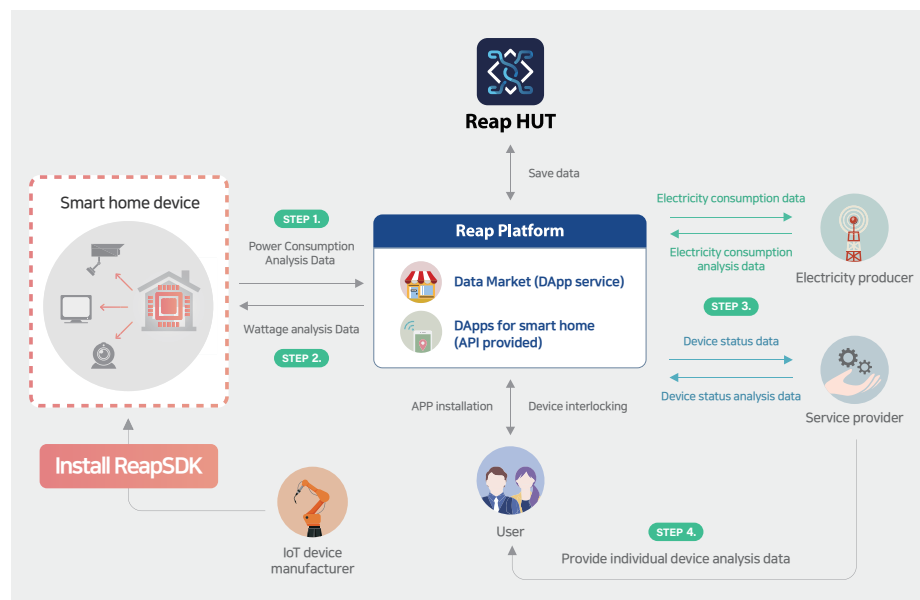 Reap HUT
Save data
Smart home device
STEP 1.
Power Consumption
Analysis Data
Wattage analysis Data
STEP 2.
Reap Platform
Data Market (DApp service)
DApps for smart home
(API provided)
Electricity consumption data
Electricity consumption
analysis data
Electricity producer
STEP 3.
Device status data
Device status analysis data
Service provider
APP installation
Device interlocking
Install ReapSDK
IoT device
manufacturer
User
STEP 4.
Provide individual device analysis data